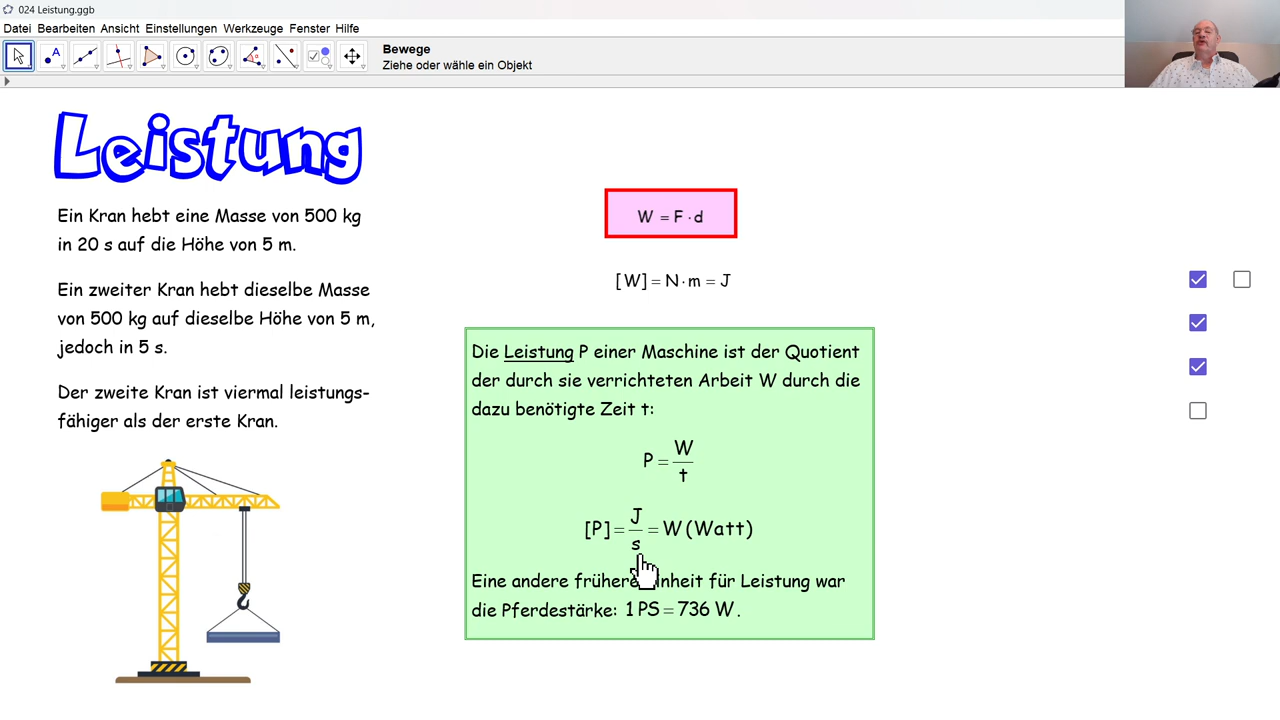 024 Leistung.ggb
Datei Bearbeiten Ansicht Einstellungen Werkzeuge Fenster Hilfe
A
Bewege
Ziehe oder wähle ein Objekt
Leistung
Ein Kran hebt eine Masse von 500 kg
in 20 s auf die Höhe von 5 m.
Ein zweiter Kran hebt dieselbe Masse
von 500 kg auf dieselbe Höhe von 5 m,
jedoch in 5 s.
Der zweite Kran ist viermal leistungs-
fähiger als der erste Kran.
W = F · d
[W] = N · m = J
Die Leistung P einer Maschine ist der Quotient
der durch sie verrichteten Arbeit W durch die
dazu benötigte Zeit t:
P = W/t
[P] = J/s = W (Watt)
Eine andere frühere Einheit für Leistung war
die Pferdestärke: 1 PS = 736 W.